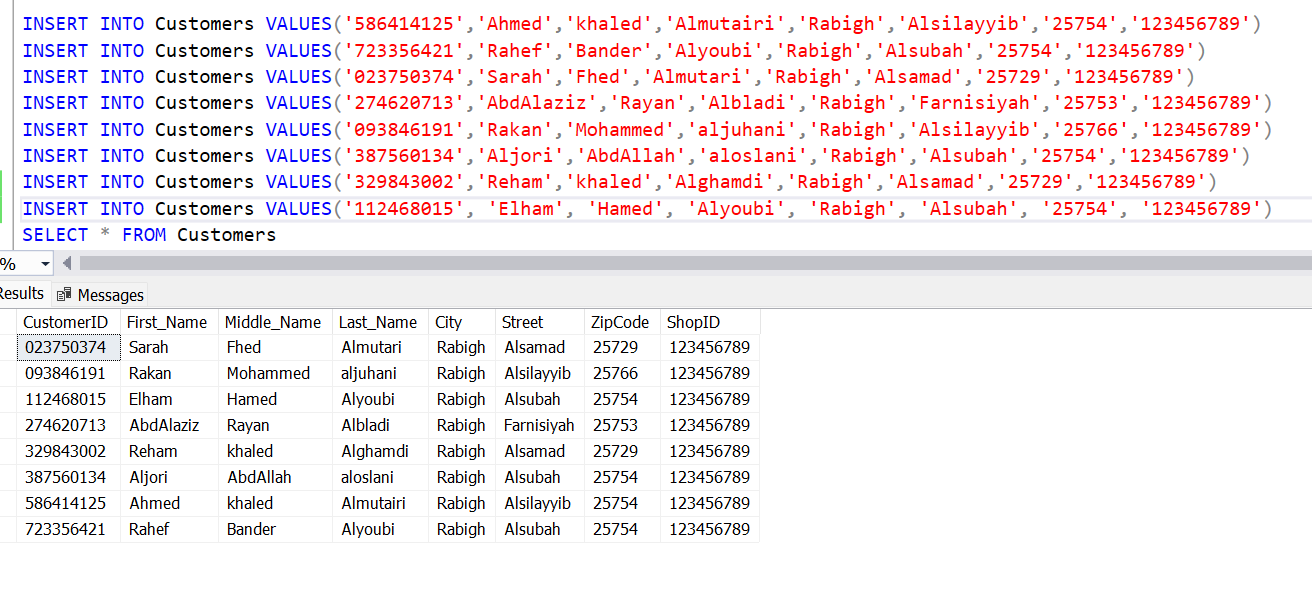 INSERT INTO Customers VALUES('586414125','Ahmed','khaled','Almutairi','Rabigh','Alsilayyib','25754','123456789')
INSERT INTO Customers VALUES('723356421','Rahef','Bander','Alyoubi','Rabigh','Alsubah','25754','123456789')
INSERT INTO Customers VALUES('023750374','Sarah','Fhed','Almutari','Rabigh','Alsamad','25729','123456789')
INSERT INTO Customers VALUES('274620713','AbdAlaziz','Rayan','Albladi','Rabigh','Farnisiyah','25753','123456789')
INSERT INTO Customers VALUES('093846191','Rakan','Mohammed','aljuhani','Rabigh','Alsilayyib','25766','123456789')
INSERT INTO Customers VALUES('387560134','Aljori','AbdAllah','aloslani','Rabigh','Alsubah','25754','123456789')
INSERT INTO Customers VALUES('329843002','Reham','khaled','Alghamdi','Rabigh','Alsamad','25729','123456789')
INSERT INTO Customers VALUES('112468015', 'Elham', 'Hamed', 'Alyoubi', 'Rabigh', 'Alsubah', '25754', '123456789')
SELECT * FROM Customers
%
Results Messages
CustomerID First_Name Middle_Name Last_Name City Street ZipCode ShopID
023750374 Sarah Fhed Almutari Rabigh Alsamad 25729 123456789
093846191 Rakan Mohammed aljuhani Rabigh Alsilayyib 25766 123456789
112468015 Elham Hamed Alyoubi Rabigh Alsubah 25754 123456789
274620713 AbdAlaziz Rayan Albladi Rabigh Farnisiyah 25753 123456789
329843002 Reham khaled Alghamdi Rabigh Alsamad 25729 123456789
387560134 Aljori AbdAllah aloslani Rabigh Alsubah 25754 123456789
586414125 Ahmed khaled Almutairi Rabigh Alsilayyib 25754 123456789
723356421 Rahef Bander Alyoubi Rabigh Alsubah 25754 123456789